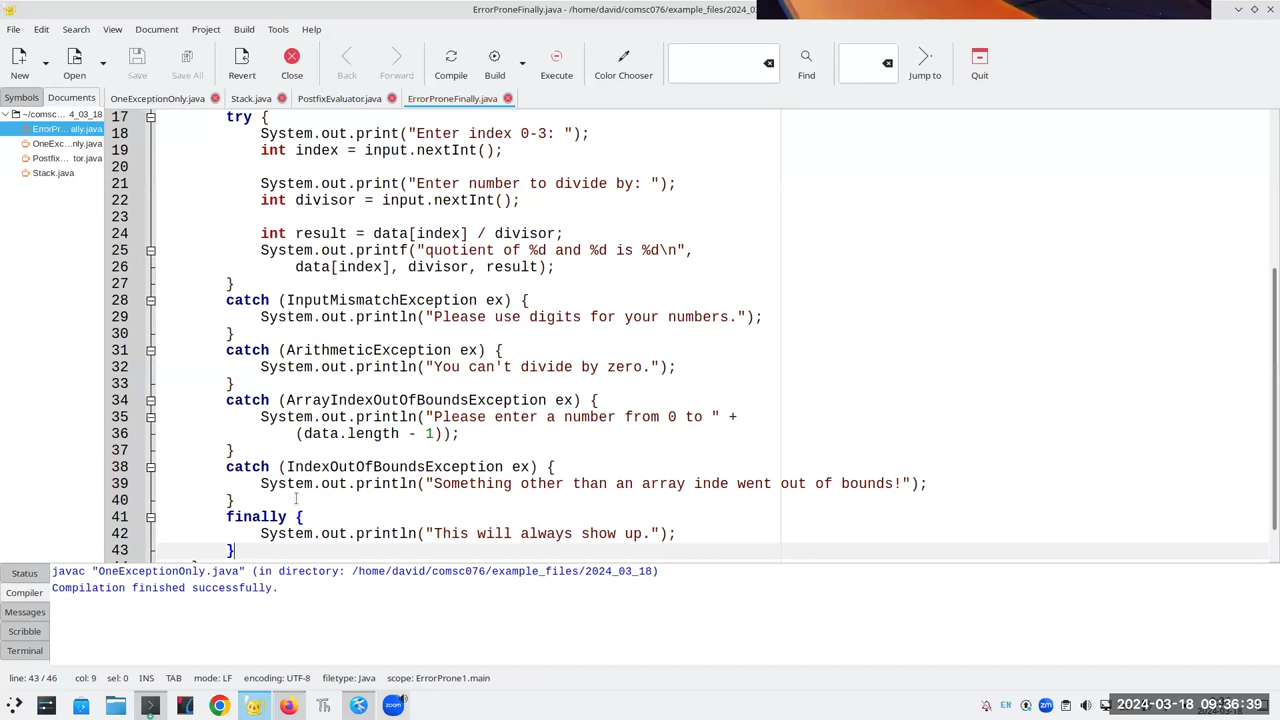 ErrorProneFinally.java - /home/david/comsc076/example_files/2024_0
File Edit Search View Document Project Build Tools Help
New Open Save Save All Revert Close Back Forward Compile Build Execute Color Chooser Find Jump to Quit
Symbols Documents OneExceptionOnly.java Stack.java PostfixEvaluator.java ErrorProneFinally.java
~/comsc... 4_03_18
ErrorPr... ally.java
OneExc... nly.java
Postfix... tor.java
Stack.java
17 try {
18 System.out.print("Enter index 0-3: ");
19 int index = input.nextInt();
20
21 System.out.print("Enter number to divide by: ");
22 int divisor = input.nextInt();
23
24 int result = data[index] / divisor;
25 System.out.printf("quotient of %d and %d is %d\n",
26 data[index], divisor, result);
27 }
28 catch (InputMismatchException ex) {
29 System.out.println("Please use digits for your numbers.");
30 }
31 catch (ArithmeticException ex) {
32 System.out.println("You can't divide by zero.");
33 }
34 catch (ArrayIndexOutOfBoundsException ex) {
35 System.out.println("Please enter a number from 0 to " +
36 (data.length - 1));
37 }
38 catch (IndexOutOfBoundsException ex) {
39 System.out.println("Something other than an array inde went out of bounds!");
40 }
41 finally {
42 System.out.println("This will always show up.");
43 }
Status
Compiler
Messages
Scribble
Terminal
javac "OneExceptionOnly.java" (in directory: /home/david/comsc076/example_files/2024_03_18)
Compilation finished successfully.
line: 43 / 46 col: 9 sel: 0 INS TAB mode: LF encoding: UTF-8 filetype: Java scope: ErrorProne1.main
zoom EN zm 2024-03-18 09:36:39